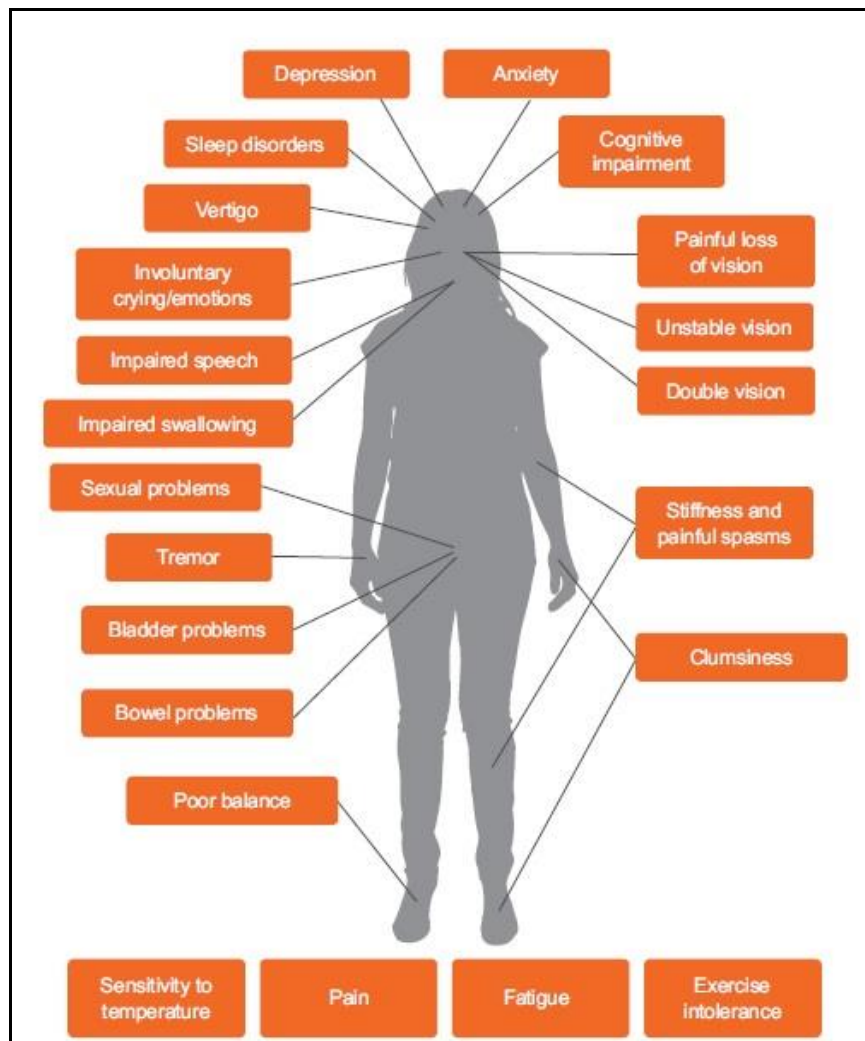 Depression
Anxiety
Sleep disorders
Cognitive
impairment
Vertigo
Painful loss
of vision
Involuntary
crying/emotions
Unstable vision
Impaired speech
Double vision
Impaired swallowing
Sexual problems
Stiffness and
painful spasms
Tremor
Bladder problems
Clumsiness
Bowel problems
Poor balance
Sensitivity to
temperature
Pain
Fatigue
Exercise
intolerance